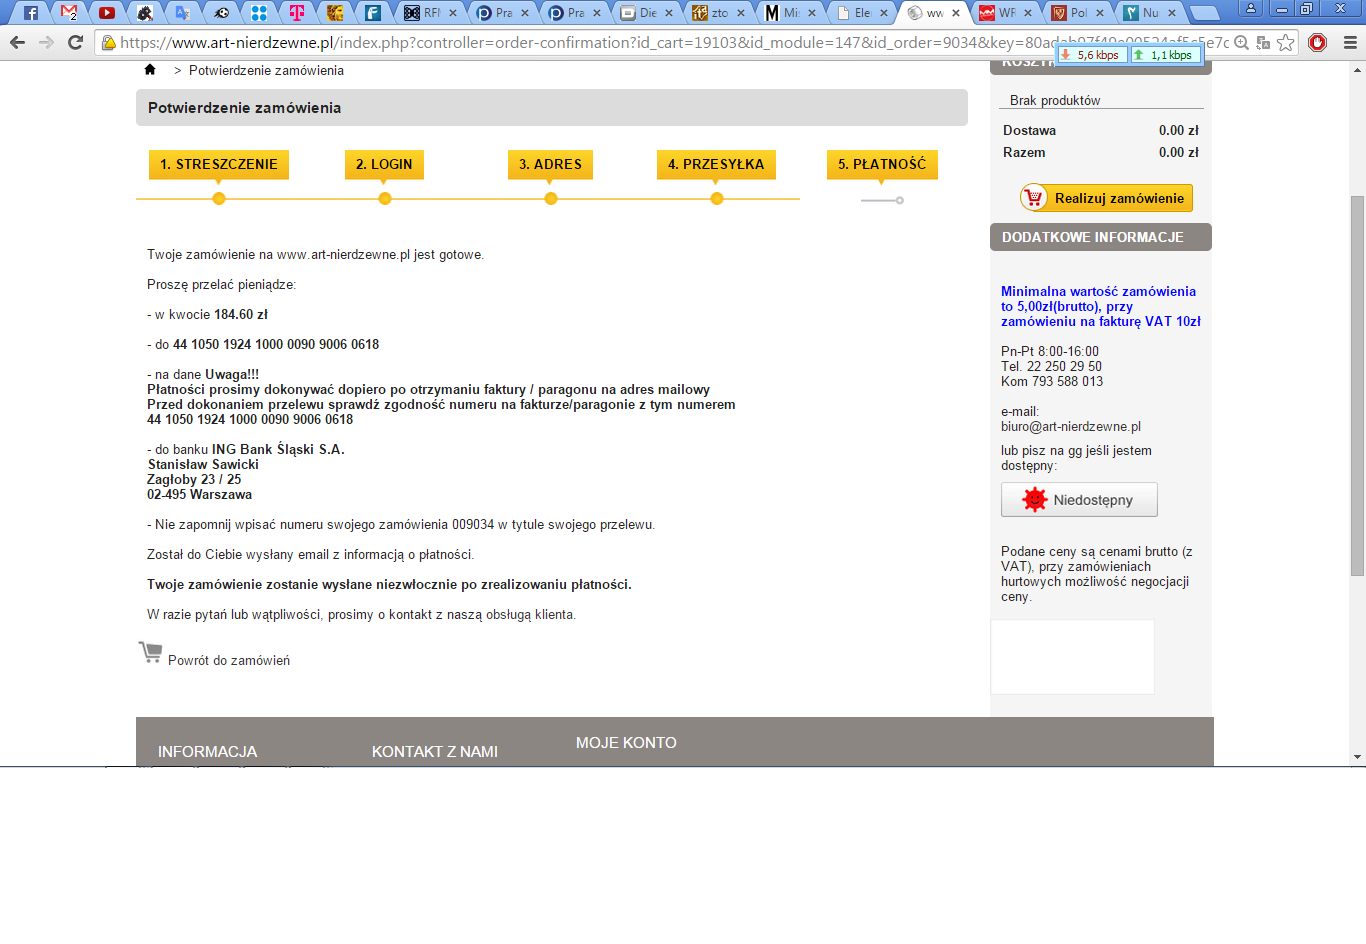 2
RF
Pra
Pra
Die
zto
Mi
Ele
ww
WF
Pol
Nu
https://www.art-nierdzewne.pl/index.php?controller=order-confirmation?id_cart=19103&id_module=147&id_order=9034&key=
5,6 kbps 1,1 kbps
> Potwierdzenie zamówienia
Potwierdzenie zamówienia
1. STRESZCZENIE
2. LOGIN
3. ADRES
4. PRZESYŁKA
5. PŁATNOŚĆ
Twoje zamówienie na www.art-nierdzewne.pl jest gotowe.
Proszę przelać pieniądze:
- w kwocie 184.60 zł
- do 44 1050 1924 1000 0090 9006 0618
- na dane Uwaga!!!
Płatności prosimy dokonywać dopiero po otrzymaniu faktury / paragonu na adres mailowy
Przed dokonaniem przelewu sprawdź zgodność numeru na fakturze/paragonie z tym numerem
44 1050 1924 1000 0090 9006 0618
- do banku ING Bank Śląski S.A.
Stanisław Sawicki
Zagłoby 23 / 25
02-495 Warszawa
- Nie zapomnij wpisać numeru swojego zamówienia 009034 w tytule swojego przelewu.
Został do Ciebie wysłany email z informacją o płatności.
Twoje zamówienie zostanie wysłane niezwłocznie po zrealizowaniu płatności.
W razie pytań lub wątpliwości, prosimy o kontakt z naszą obsługą klienta.
Powrót do zamówień
Brak produktów
Dostawa 0.00 zł
Razem 0.00 zł
Realizuj zamówienie
DODATKOWE INFORMACJE
Minimalna wartość zamówienia
to 5,00zł(brutto), przy
zamówieniu na fakturę VAT 10zł
Pn-Pt 8:00-16:00
Tel. 22 250 29 50
Kom 793 588 013
e-mail:
biuro@art-nierdzewne.pl
lub pisz na gg jeśli jestem
dostępny:
Niedostępny
Podane ceny są cenami brutto (z
VAT), przy zamówieniach
hurtowych możliwość negocjacji
ceny.
INFORMACJA
KONTAKT Z NAMI
MOJE KONTO